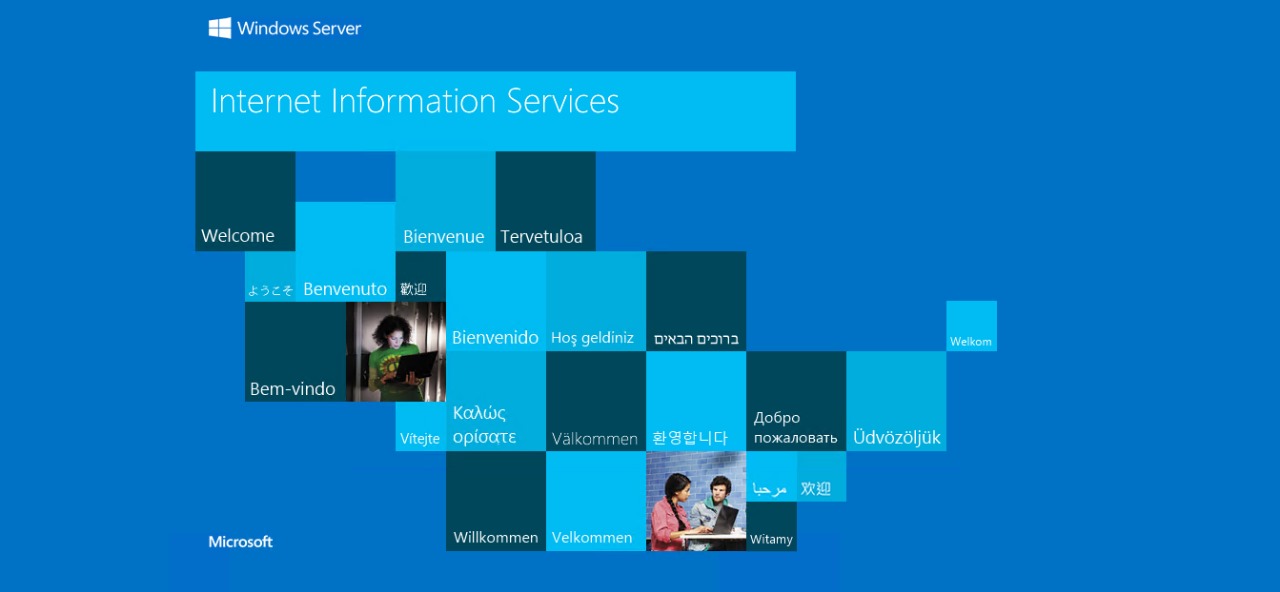 Windows Server
Internet Information Services
Welcome
Bienvenue
Tervetuloa
ようこそ
Benvenuto
歡迎
Bienvenido
Hoş geldiniz
ברוכים הבאים
Welkom
Bem-vindo
Vítejte
Καλώς
ορίσατε
Välkommen
환영합니다
Добро
пожаловать
Üdvözöljük
Willkommen
Velkommen
مرحبا
欢迎
Witamy
Microsoft